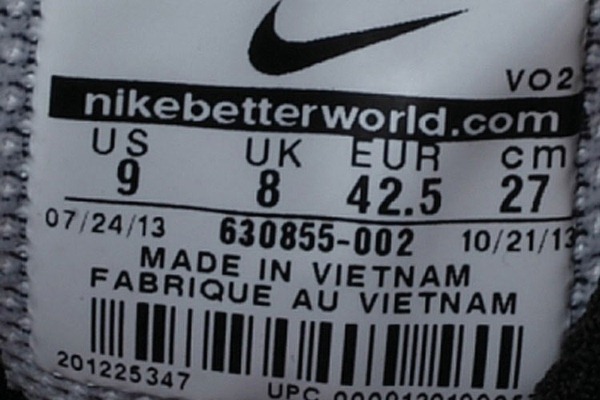 VO2
nikebetterworld.com
US UK EUR cm
9 8 42.5 27
07/24/13 630855-002 10/21/13
MADE IN VIETNAM
FABRIQUE AU VIETNAM
201225347
UPC